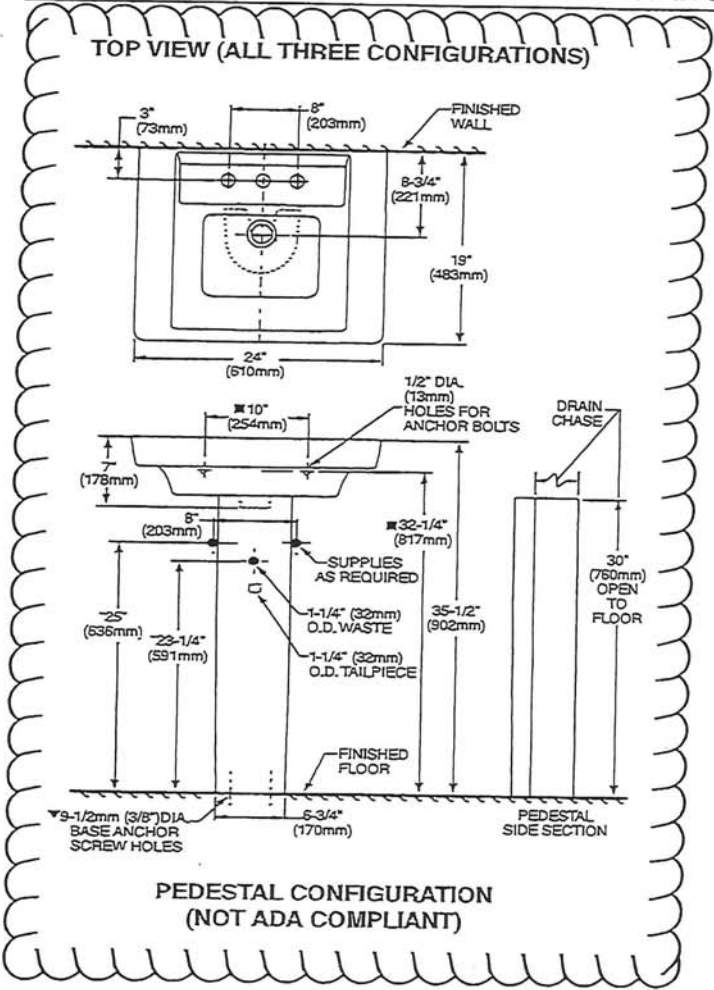 TOP VIEW (ALL THREE CONFIGURATIONS)
3"
(73mm)
8"
(203mm)
FINISHED
WALL
8-3/4"
(221mm)
19"
(483mm)
24"
(610mm)
1/2" DIA.
(13mm)
HOLES FOR
ANCHOR BOLTS
DRAIN
CHASE
10"
(254mm)
7"
(178mm)
8"
(203mm)
32-1/4"
(817mm)
SUPPLIES
AS REQUIRED
30"
(760mm)
OPEN
TO
FLOOR
1-1/4" (32mm)
O.D. WASTE
35-1/2"
(902mm)
25"
(636mm)
23-1/4"
(591mm)
1-1/4" (32mm)
O.D. TAILPIECE
FINISHED
FLOOR
9-1/2mm (3/8")DIA
BASE ANCHOR
SCREW HOLES
6-3/4"
(170mm)
PEDESTAL
SIDE SECTION
PEDESTAL CONFIGURATION
(NOT ADA COMPLIANT)